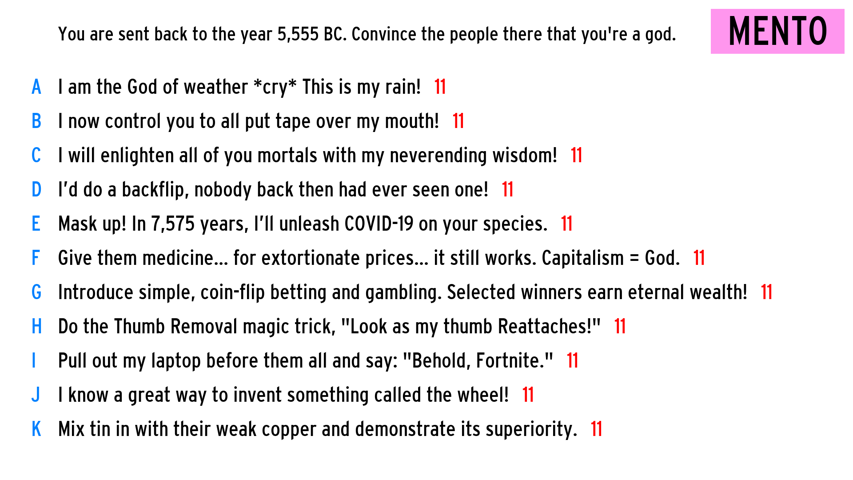 You are sent back to the year 5,555 BC. Convince the people there that you're a god.
MENTO
A I am the God of weather *cry* This is my rain! 11
B I now control you to all put tape over my mouth! 11
C I will enlighten all of you mortals with my neverending wisdom! 11
D I'd do a backflip, nobody back then had ever seen one! 11
E Mask up! In 7,575 years, I'll unleash COVID-19 on your species. 11
F Give them medicine... for extortionate prices... it still works. Capitalism = God. 11
G Introduce simple, coin-flip betting and gambling. Selected winners earn eternal wealth! 11
H Do the Thumb Removal magic trick, "Look as my thumb Reattaches!" 11
I Pull out my laptop before them all and say: "Behold, Fortnite." 11
J I know a great way to invent something called the wheel! 11
K Mix tin in with their weak copper and demonstrate its superiority. 11